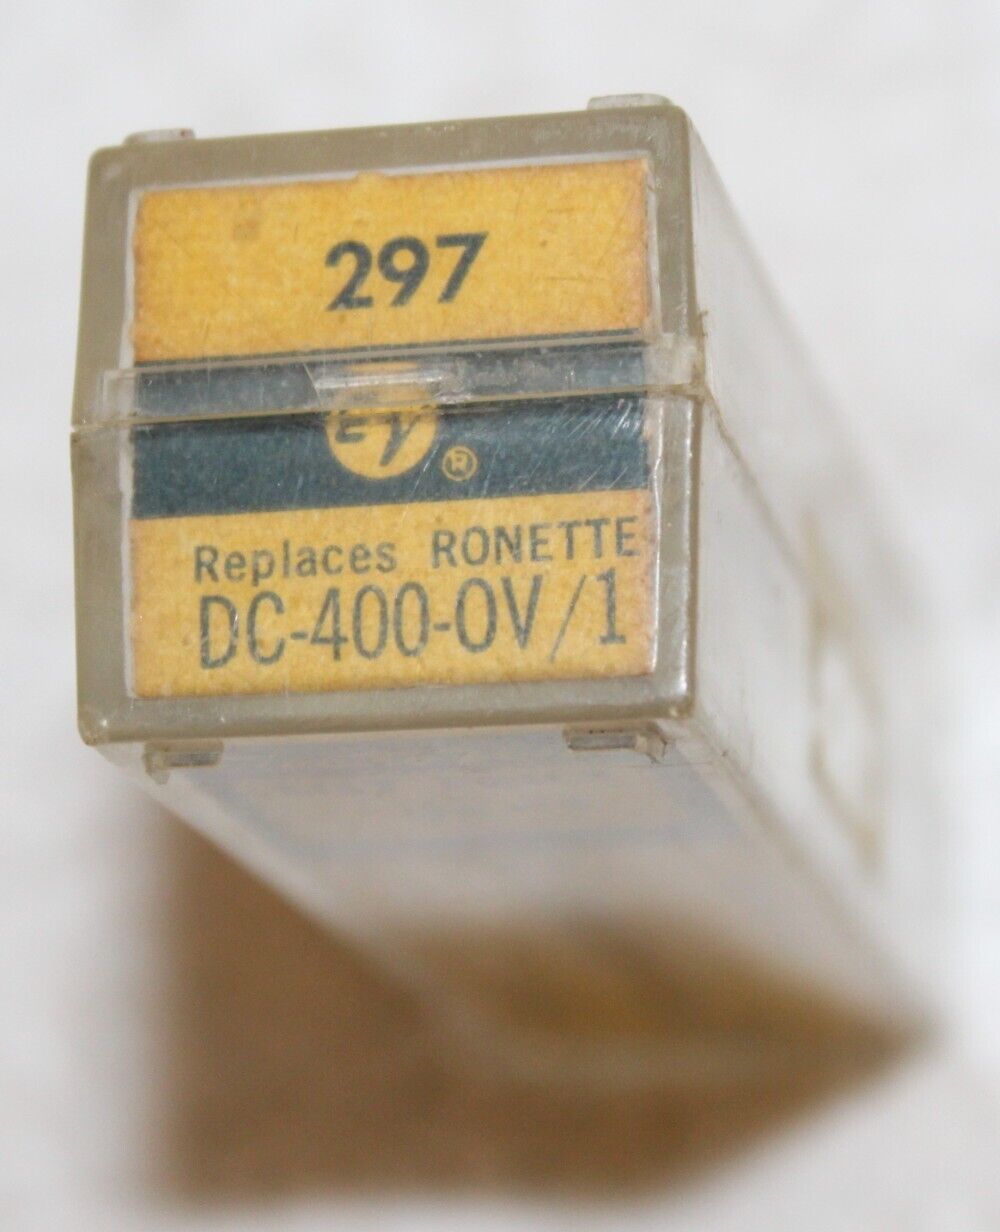 297
EV
®
Replaces RONETTE
DC-400-OV/1